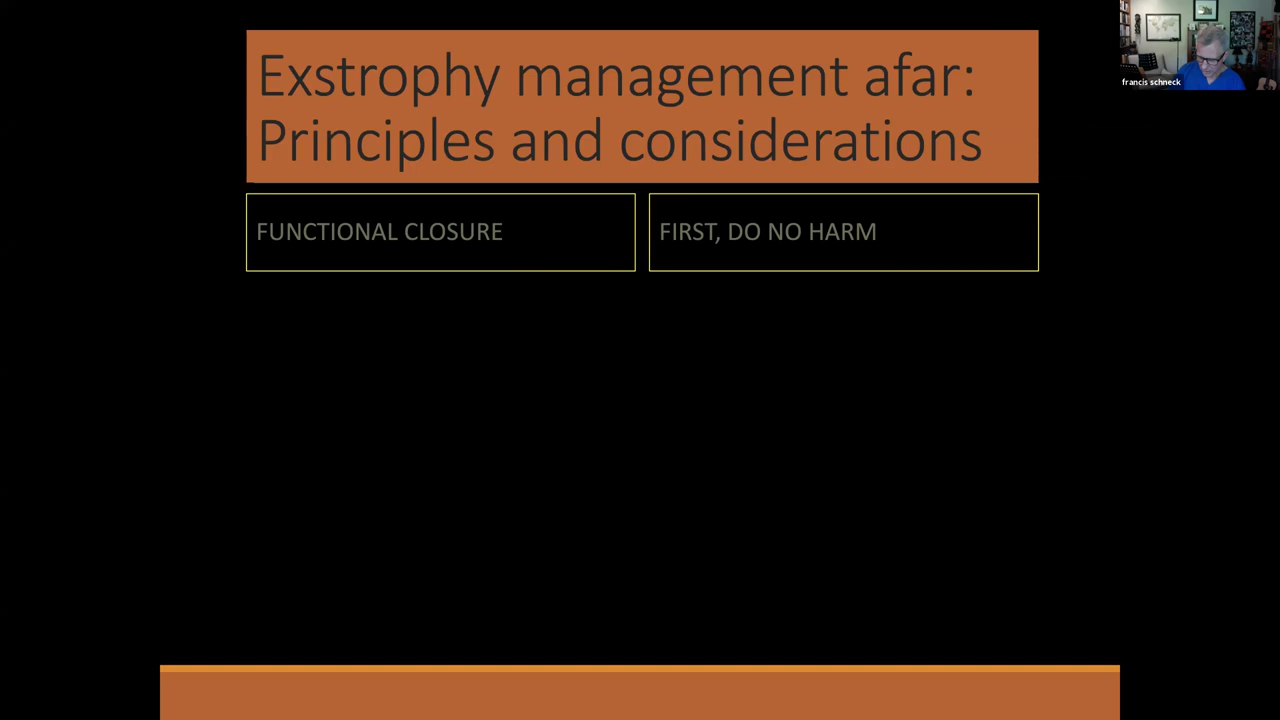 Exstrophy management afar:
Principles and considerations
FUNCTIONAL CLOSURE
FIRST, DO NO HARM
francis schneck